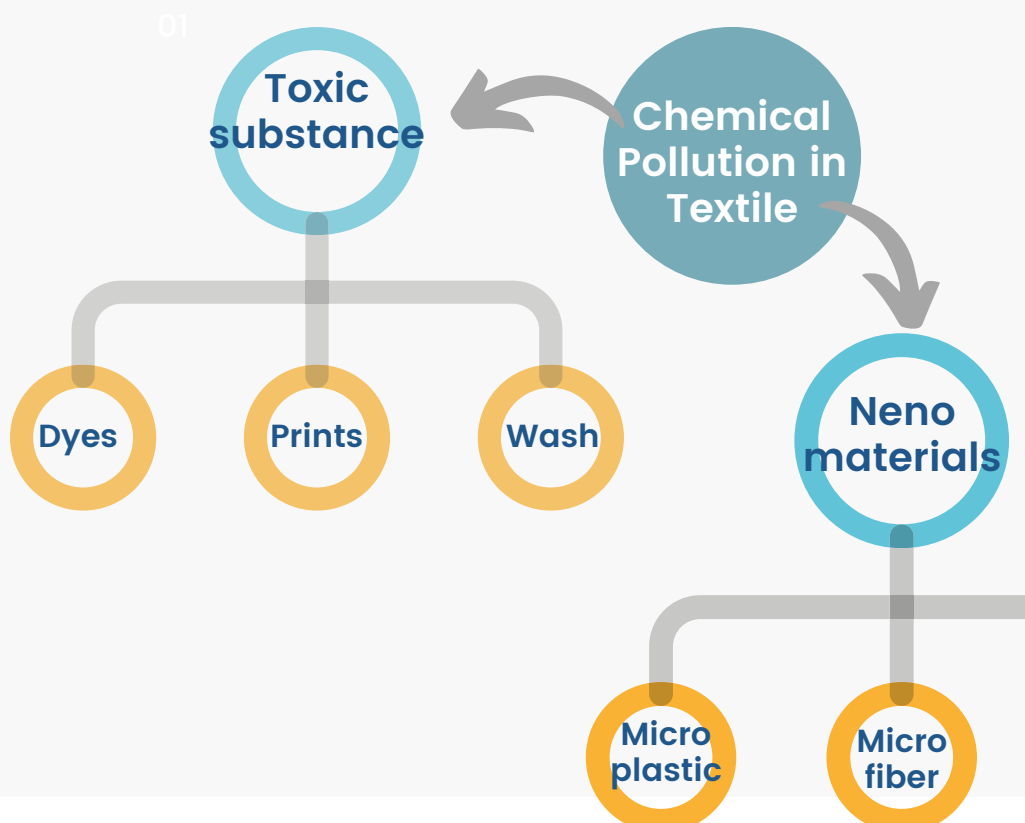 01
Toxic
substance
Chemical
Pollution in
Textile
Dyes
Prints
Wash
Neno
materials
Micro
plastic
Micro
fiber